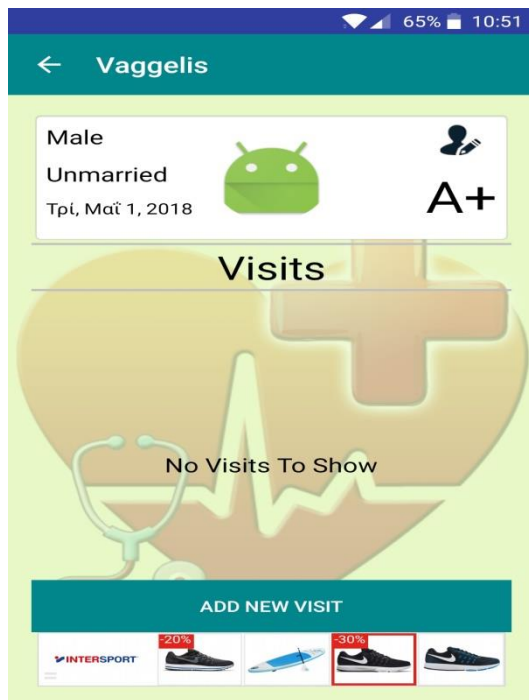 65% 10:51
Vaggelis
Male
Unmarried
Τρί, Μαΐ 1, 2018
A+
Visits
No Visits To Show
ADD NEW VISIT
INTERSPORT
-20%
-30%